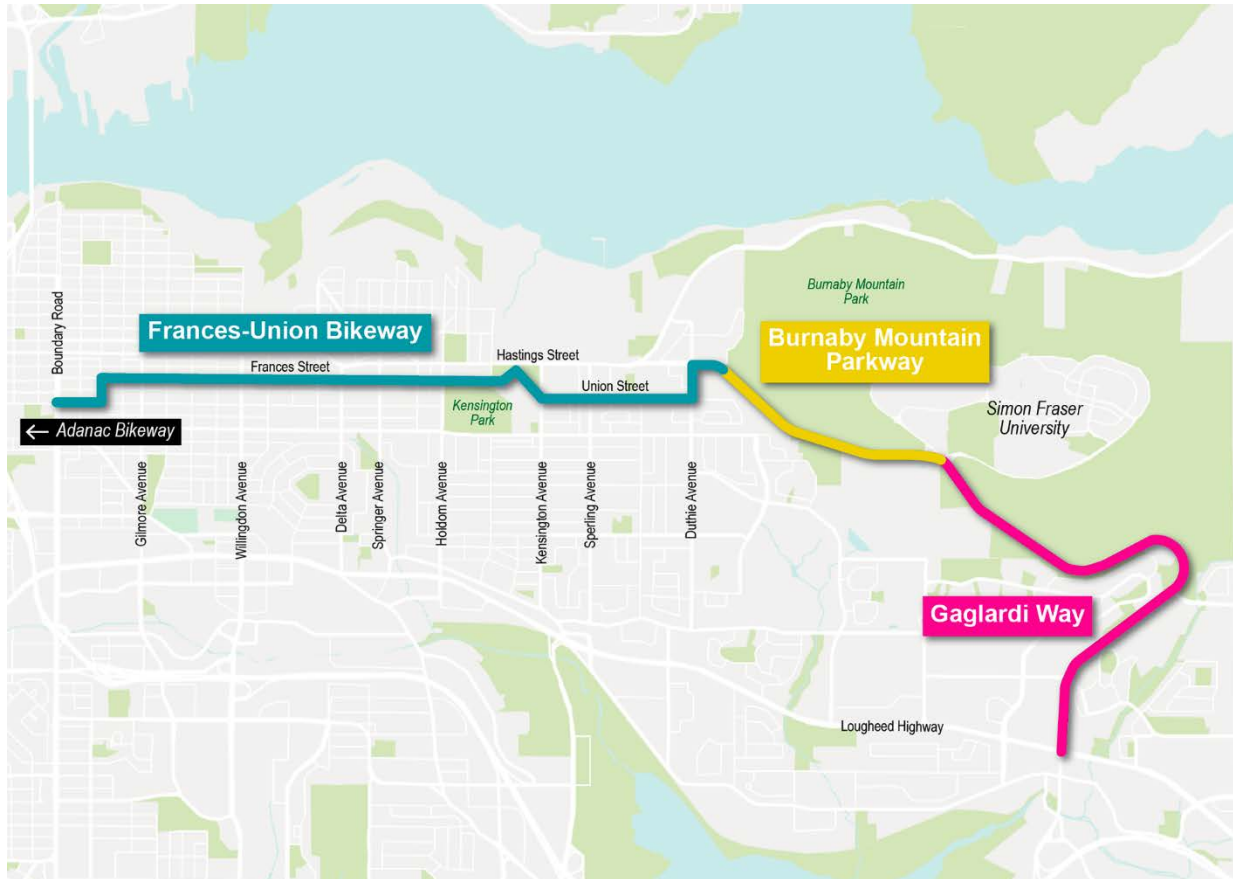 Burnaby Mountain
Park
Boundary Road
Frances-Union Bikeway
Burnaby Mountain
Parkway
Hastings Street
Frances Street
Union Street
Kensington
Park
Simon Fraser
University
← Adanac Bikeway
Gilmore Avenue
Willingdon Avenue
Delta Avenue
Springer Avenue
Holdom Avenue
Kensington Avenue
Sperling Avenue
Duthie Avenue
Gaglardi Way
Lougheed Highway